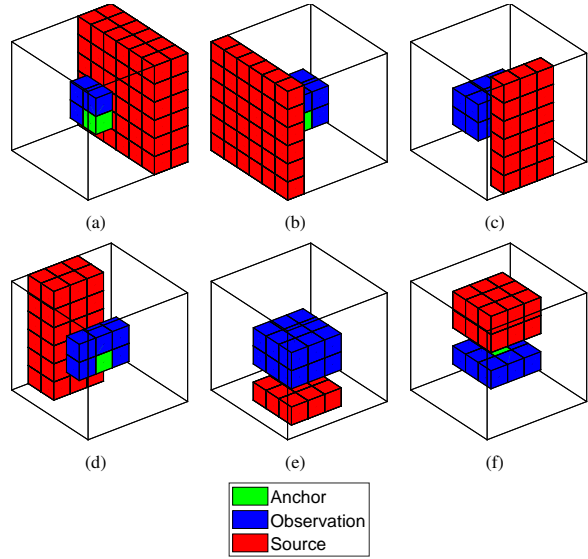 (a) (b) (c)
(d) (e) (f)
Anchor
Observation
Source